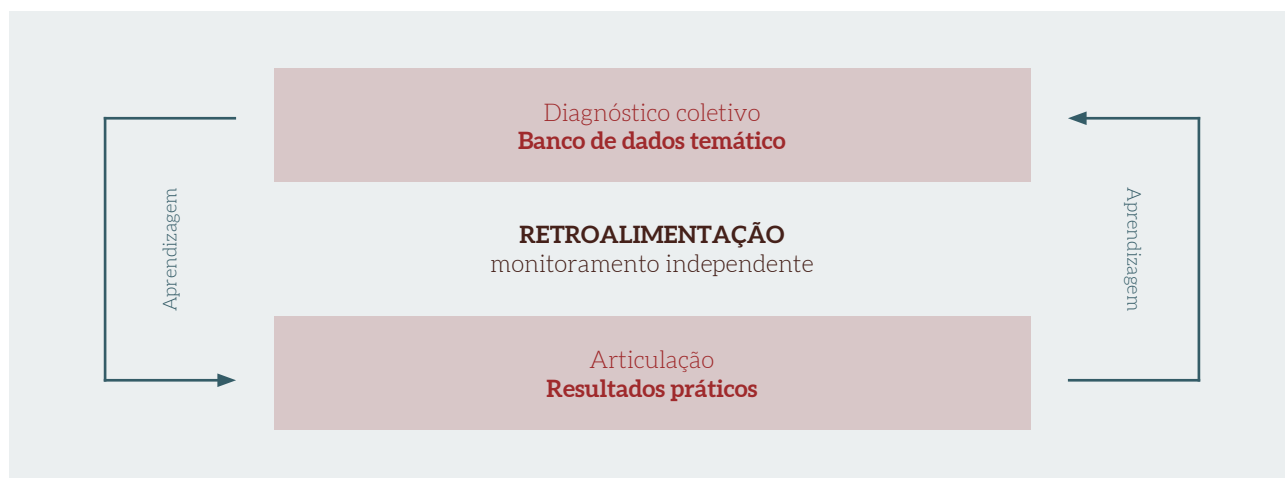 Diagnóstico coletivo
Banco de dados temático
Aprendizagem
RETROALIMENTAÇÃO
monitoramento independente
Aprendizagem
Articulação
Resultados práticos